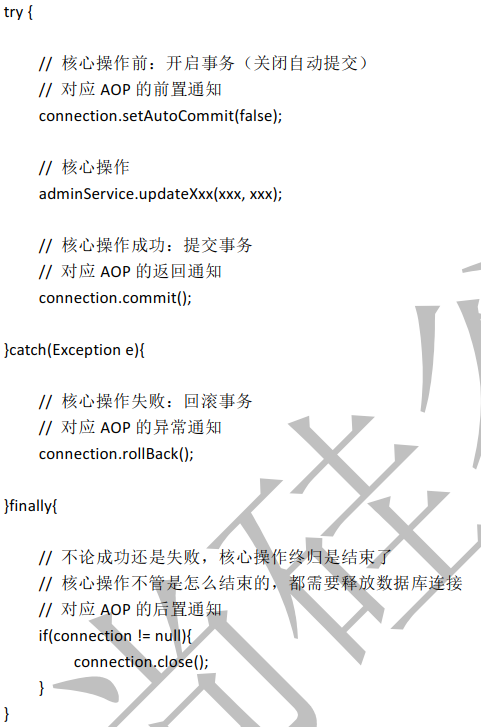 try {
// 核心操作前：开启事务（关闭自动提交）
// 对应 AOP 的前置通知
connection.setAutoCommit(false);
// 核心操作
adminService.updateXxx(xxx, xxx);
// 核心操作成功：提交事务
// 对应 AOP 的返回通知
connection.commit();
}catch(Exception e){
// 核心操作失败：回滚事务
// 对应 AOP 的异常通知
connection.rollBack();
}finally{
// 不论成功还是失败，核心操作终归是结束了
// 核心操作不管是怎么结束的，都需要释放数据库连接
// 对应 AOP 的后置通知
if(connection != null){
connection.close();
}
}
尚硅